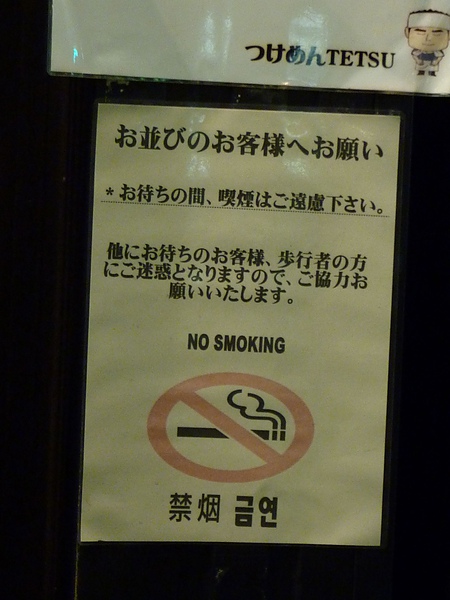 つけめんTETSU
お並びのお客様へお願い
*お待ちの間、喫煙はご遠慮下さい。
他にお待ちのお客様、歩行者の方
にご迷惑となりますので、ご協力お
願いいたします。
NO SMOKING
禁烟 금연